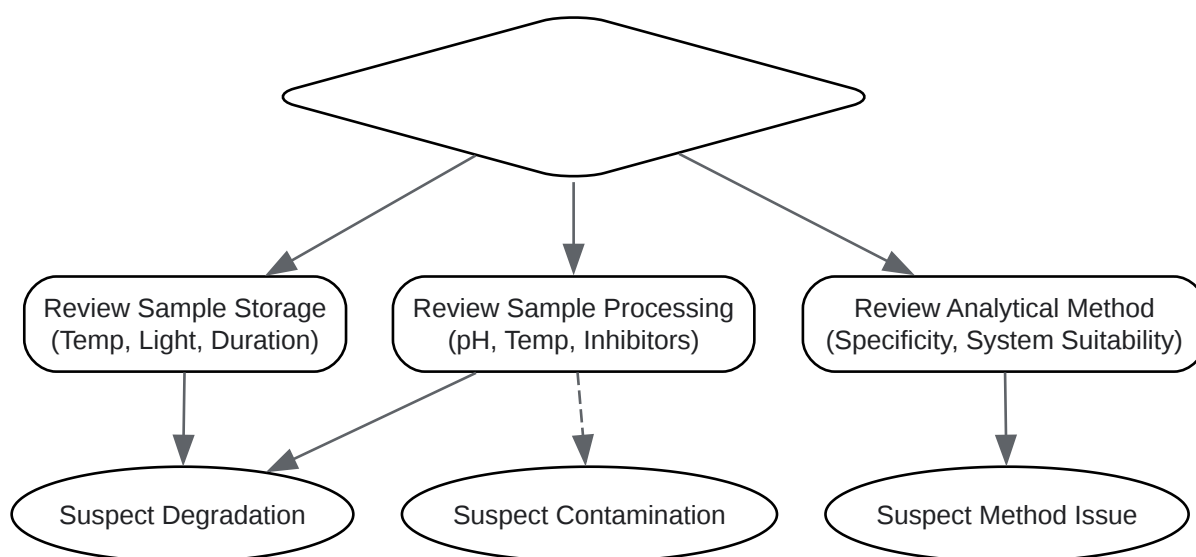 Review Sample Storage
(Temp, Light, Duration)
Review Sample Processing
(pH, Temp, Inhibitors)
Review Analytical Method
(Specificity, System Suitability)
Suspect Degradation
Suspect Contamination
Suspect Method Issue